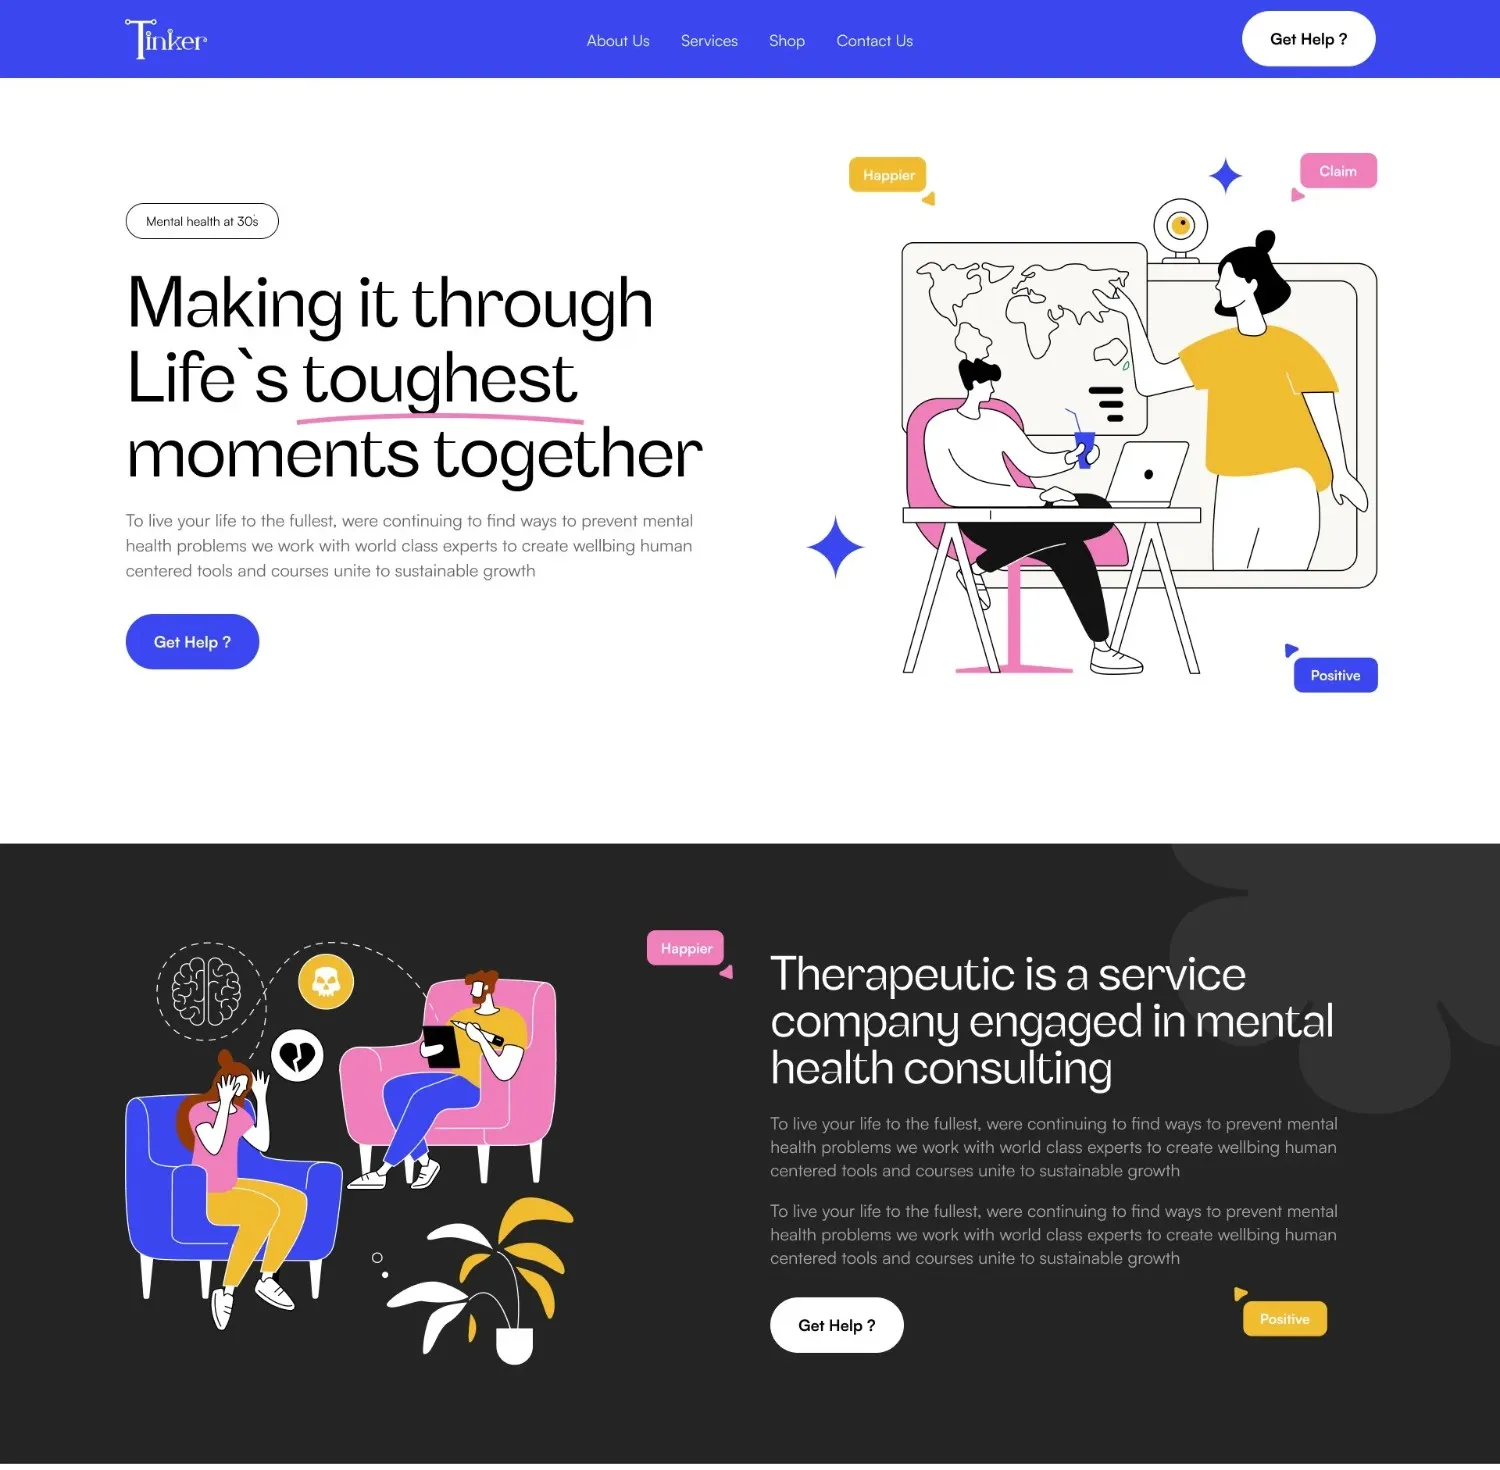 Tinker
About Us Services Shop Contact Us
Get Help ?
Mental health at 30s
Making it through
Life`s toughest
moments together
To live your life to the fullest, were continuing to find ways to prevent mental
health problems we work with world class experts to create wellbing human
centered tools and courses unite to sustainable growth
Get Help ?
Happier
Claim
Positive
Happier
Therapeutic is a service
company engaged in mental
health consulting
To live your life to the fullest, were continuing to find ways to prevent mental
health problems we work with world class experts to create wellbing human
centered tools and courses unite to sustainable growth
To live your life to the fullest, were continuing to find ways to prevent mental
health problems we work with world class experts to create wellbing human
centered tools and courses unite to sustainable growth
Get Help ?
Positive